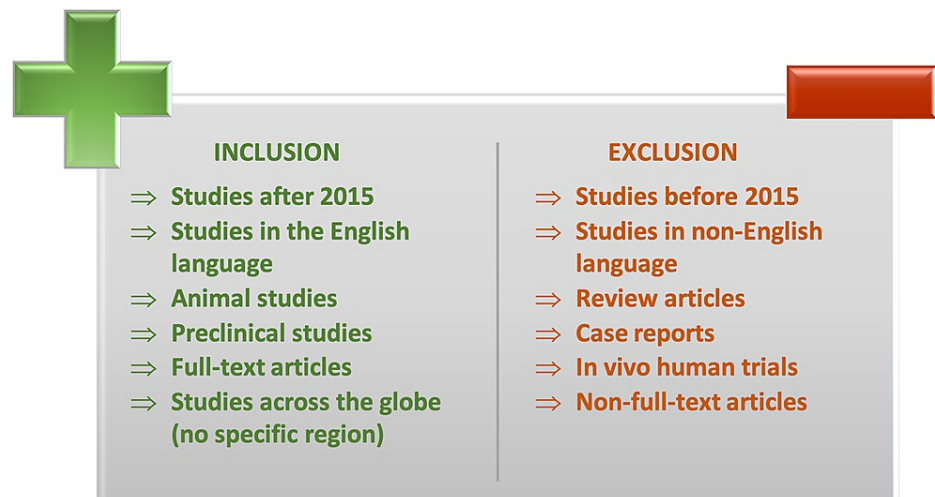 INCLUSION
⇒ Studies after 2015
⇒ Studies in the English
language
⇒ Animal studies
⇒ Preclinical studies
⇒ Full-text articles
⇒ Studies across the globe
(no specific region)
EXCLUSION
⇒ Studies before 2015
⇒ Studies in non-English
language
⇒ Review articles
⇒ Case reports
⇒ In vivo human trials
⇒ Non-full-text articles